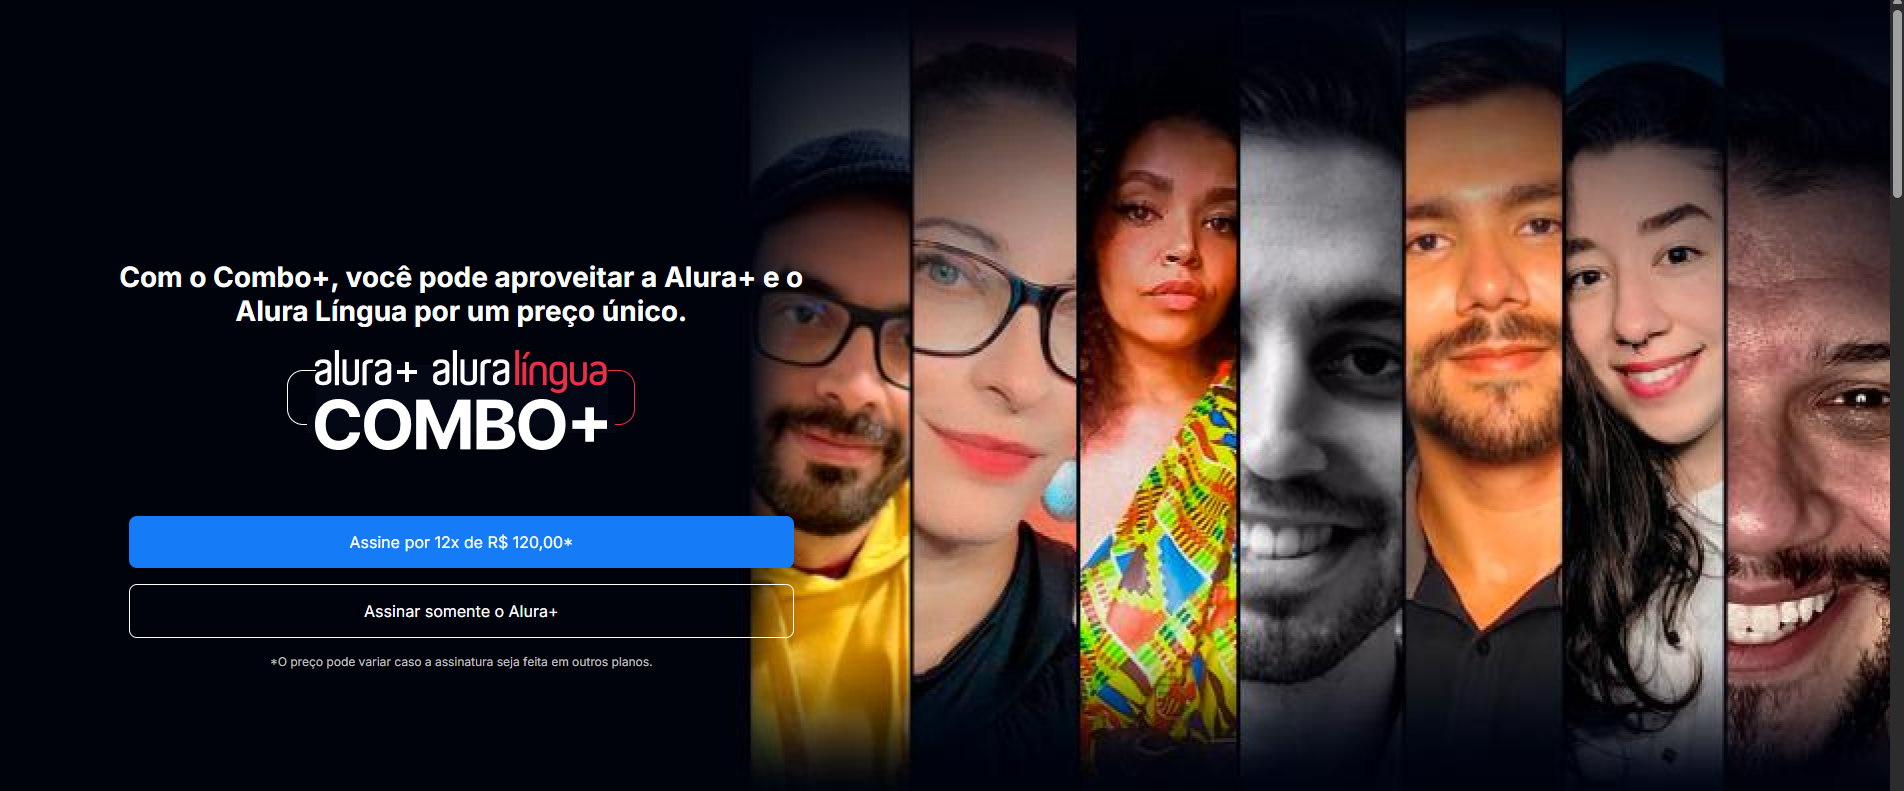 Com o Combo+, você pode aproveitar a Alura+ e o
Alura Língua por um preço único.
alura+ aluralíngua
COMBO+
Assine por 12x de R$ 120,00*
Assinar somente o Alura+
*O preço pode variar caso a assinatura seja feita em outros planos.